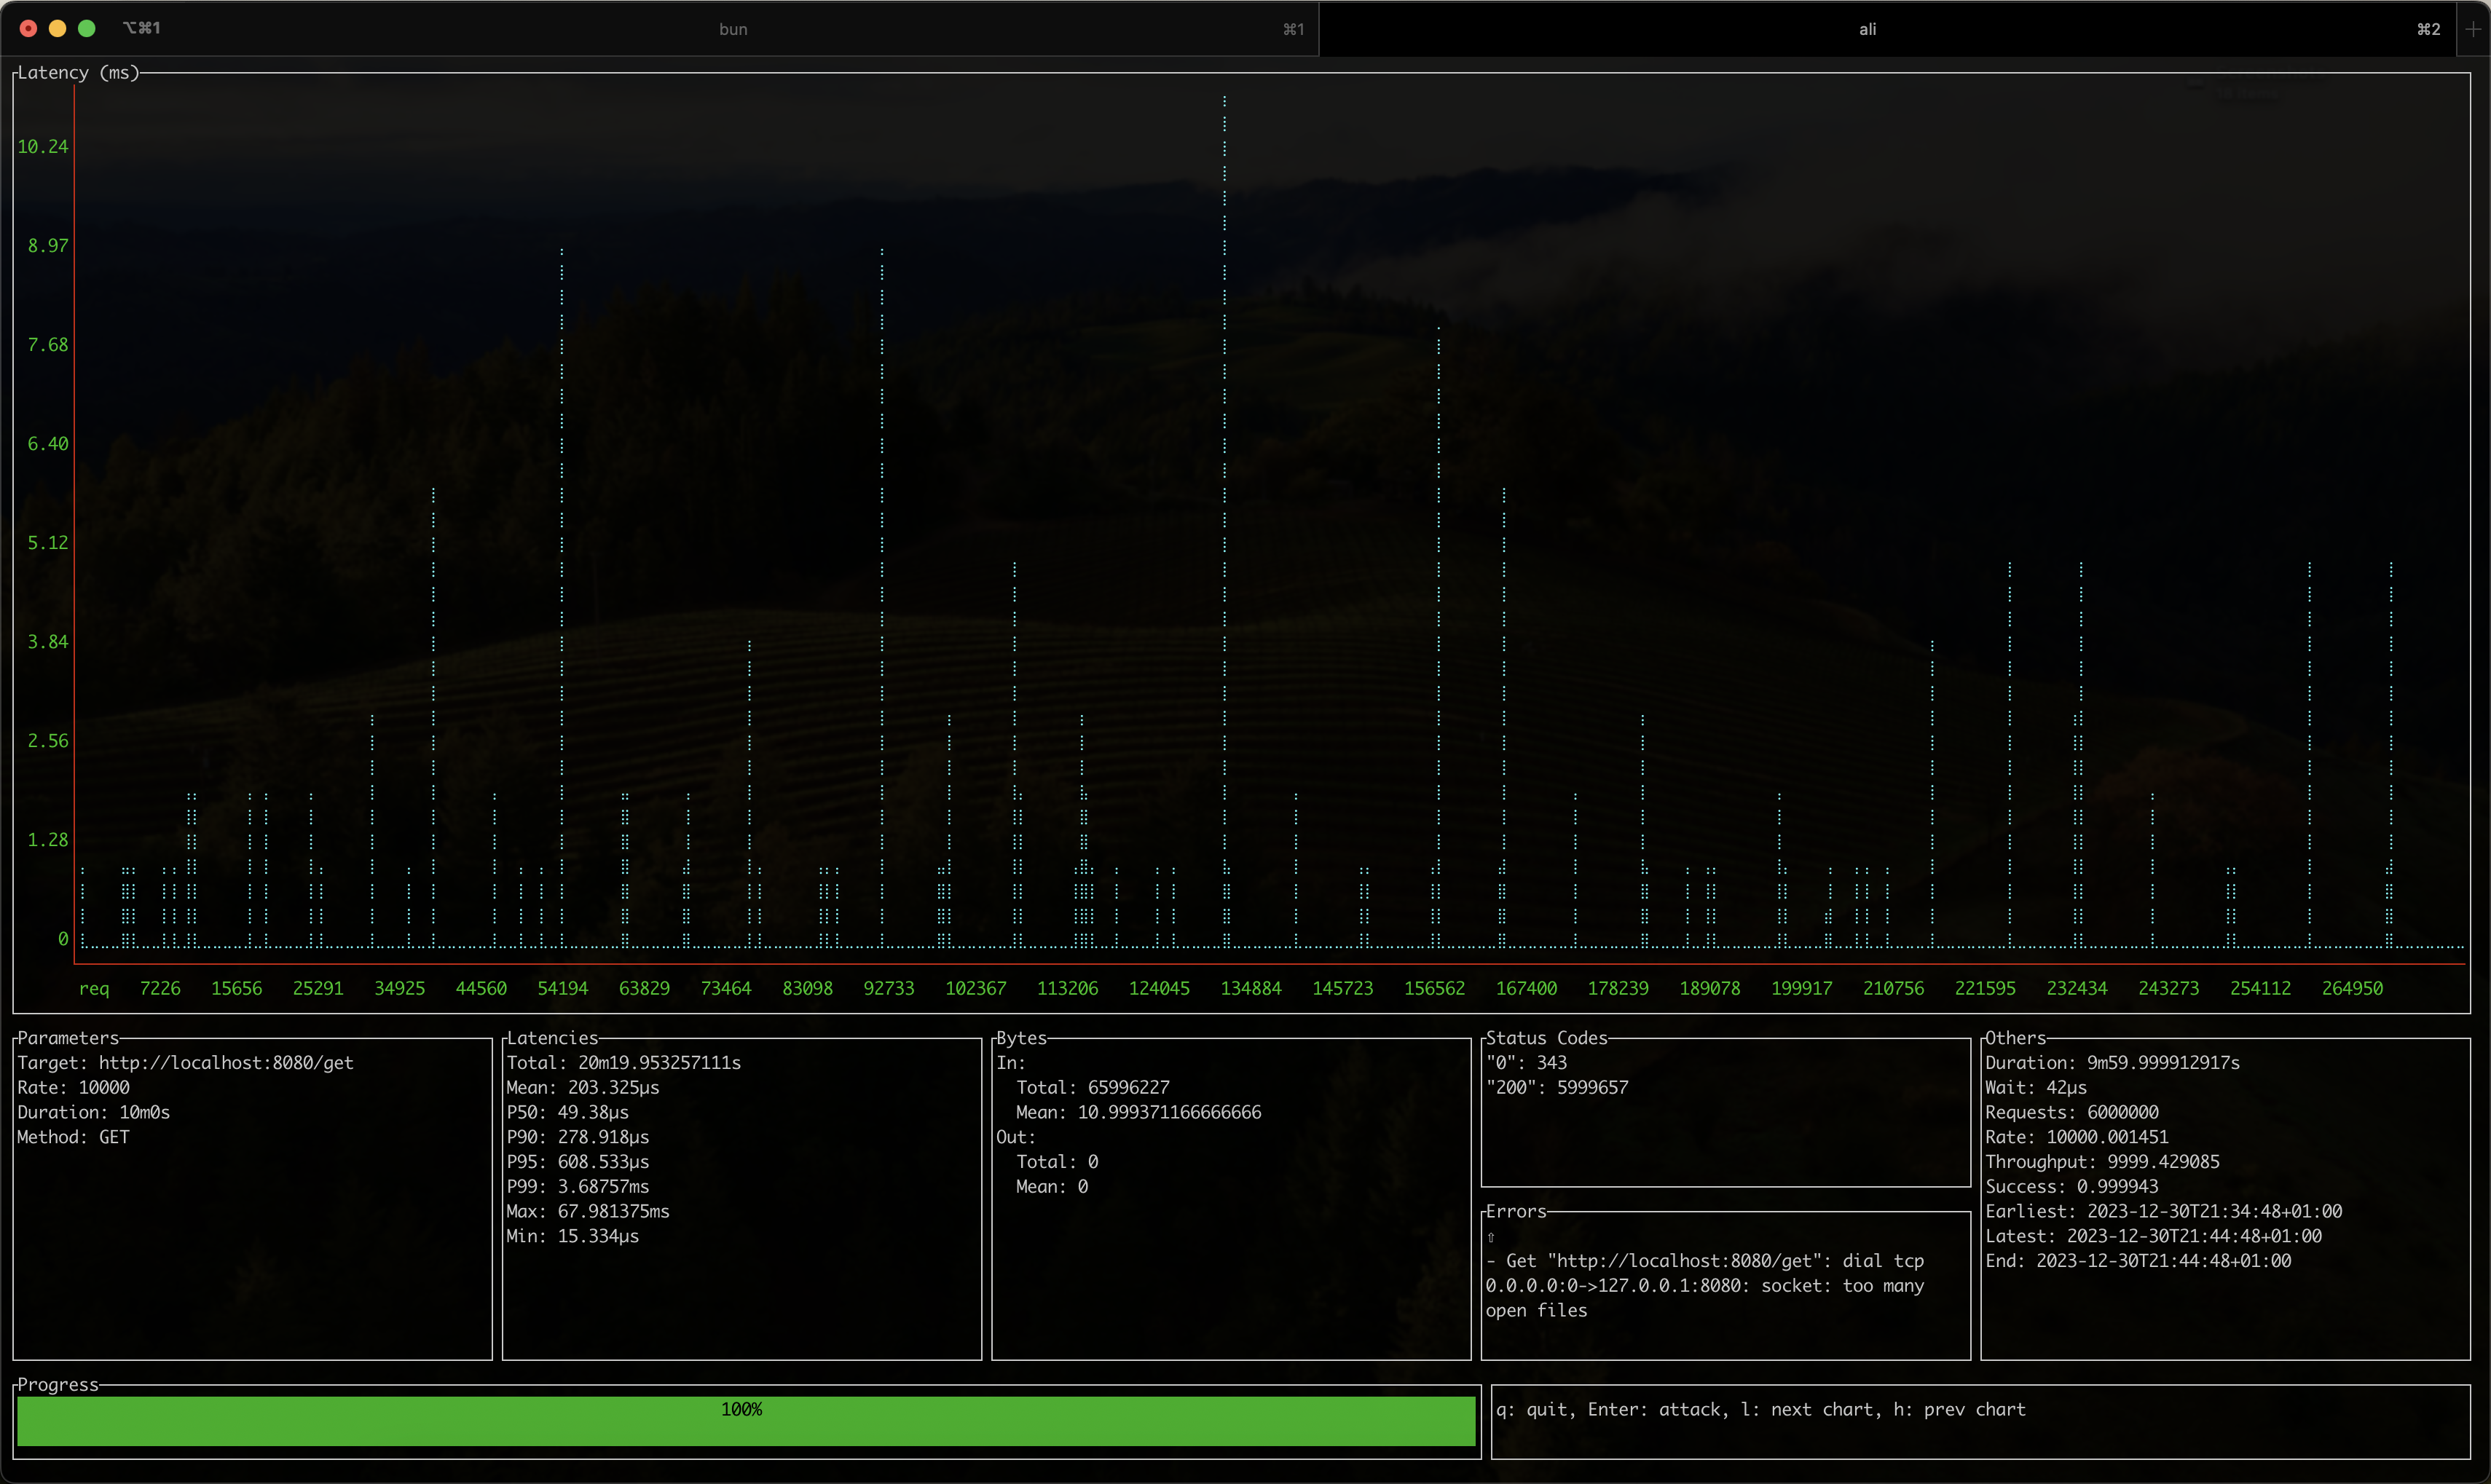 ⌥⌘1
bun
⌘1
ali
⌘2
Latency (ms)
10.24
8.97
7.68
6.40
5.12
3.84
2.56
1.28
0
req 7226 15656 25291 34925 44560 54194 63829 73464 83098 92733 102367 113206 124045 134884 145723 156562 167400 178239 189078 199917 210756 221595 232434 243273 254112 264950
Parameters
Target: http://localhost:8080/get
Rate: 10000
Duration: 10m0s
Method: GET
Latencies
Total: 20m19.953257111s
Mean: 203.325µs
P50: 49.38µs
P90: 278.918µs
P95: 608.533µs
P99: 3.68757ms
Max: 67.981375ms
Min: 15.334µs
Bytes
In:
Total: 65996227
Mean: 10.999371166666666
Out:
Total: 0
Mean: 0
Status Codes
"0": 343
"200": 5999657
Errors
⇧
- Get "http://localhost:8080/get": dial tcp
0.0.0.0:0->127.0.0.1:8080: socket: too many
open files
Others
Duration: 9m59.999912917s
Wait: 42µs
Requests: 6000000
Rate: 10000.001451
Throughput: 9999.429085
Success: 0.999943
Earliest: 2023-12-30T21:34:48+01:00
Latest: 2023-12-30T21:44:48+01:00
End: 2023-12-30T21:44:48+01:00
Progress
100%
q: quit, Enter: attack, l: next chart, h: prev chart